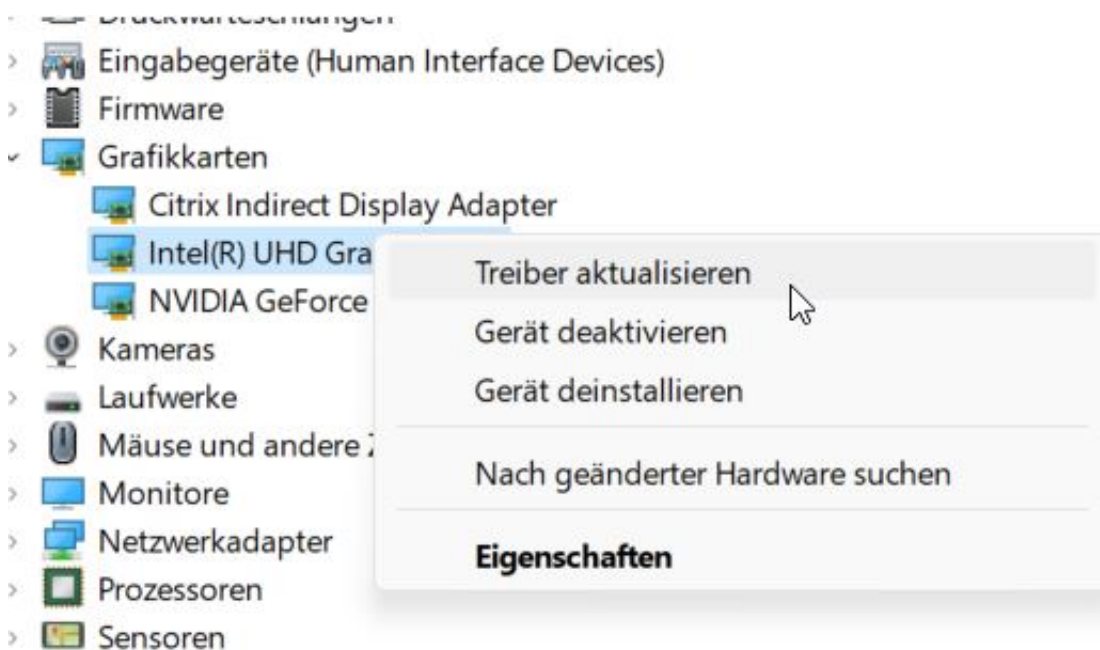 Druckwarteschlangen
Eingabegeräte (Human Interface Devices)
Firmware
Grafikkarten
Citrix Indirect Display Adapter
Intel(R) UHD Gra
NVIDIA GeForce
Kameras
Laufwerke
Mäuse und andere
Monitore
Netzwerkadapter
Prozessoren
Sensoren
Treiber aktualisieren
Gerät deaktivieren
Gerät deinstallieren
Nach geänderter Hardware suchen
Eigenschaften